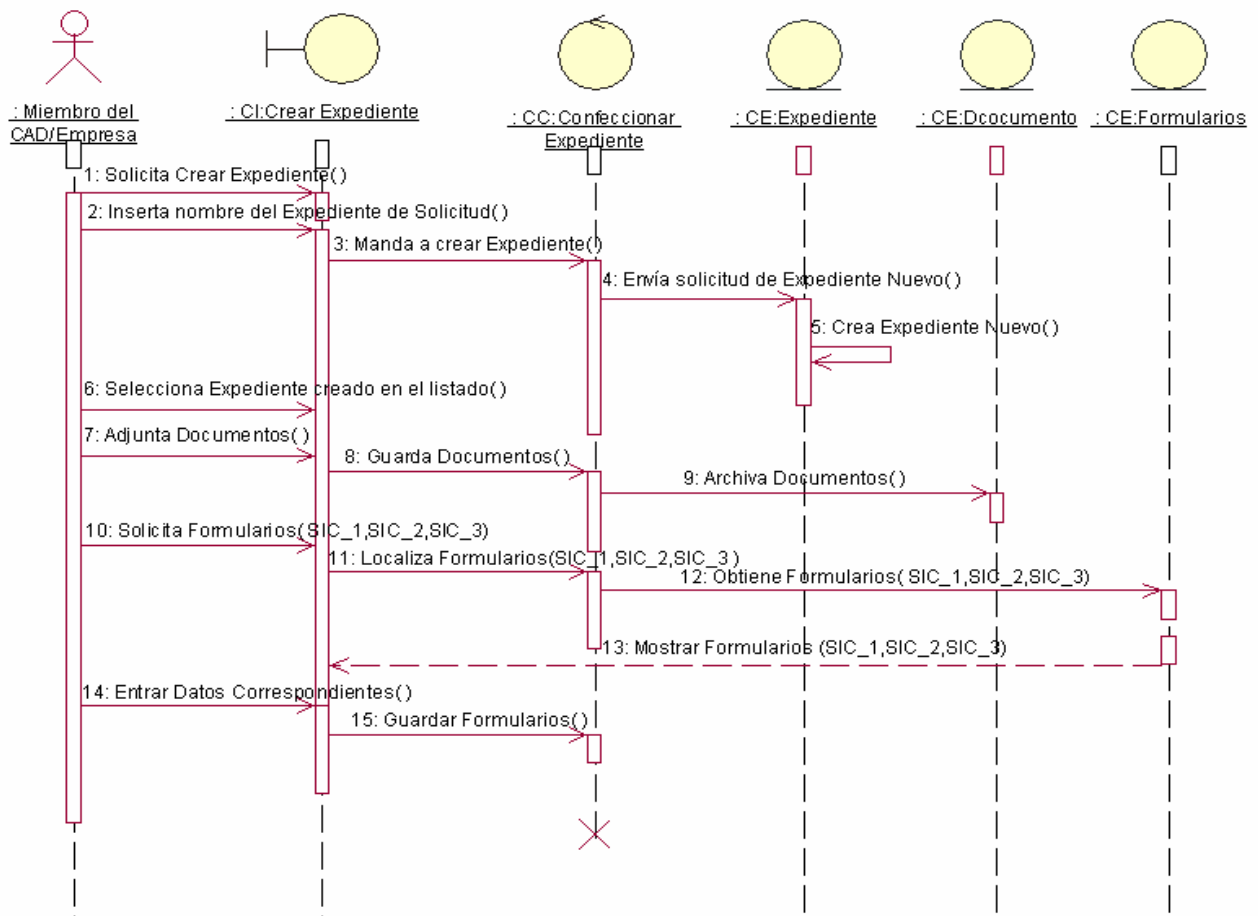 : Miembro del
CAD/Empresa
: CI:Crear Expediente
: CC:Confeccionar
Expediente
: CE:Expediente
: CE:Dcocumento
: CE:Formularios
1: Solicita Crear Expediente( )
2: Inserta nombre del Expediente de Solicitud( )
3: Manda a crear Expediente( )
4: Envía solicitud de Expediente Nuevo( )
5: Crea Expediente Nuevo( )
6: Selecciona Expediente creado en el listado( )
7: Adjunta Documentos( )
8: Guarda Documentos( )
9: Archiva Documentos( )
10: Solicita Formularios( SIC_1,SIC_2,SIC_3)
11: Localiza Formularios(SIC_1,SIC_2,SIC_3 )
12: Obtiene Formularios( SIC_1,SIC_2,SIC_3)
13: Mostrar Formularios (SIC_1,SIC_2,SIC_3)
14: Entrar Datos Correspondientes( )
15: Guardar Formularios( )